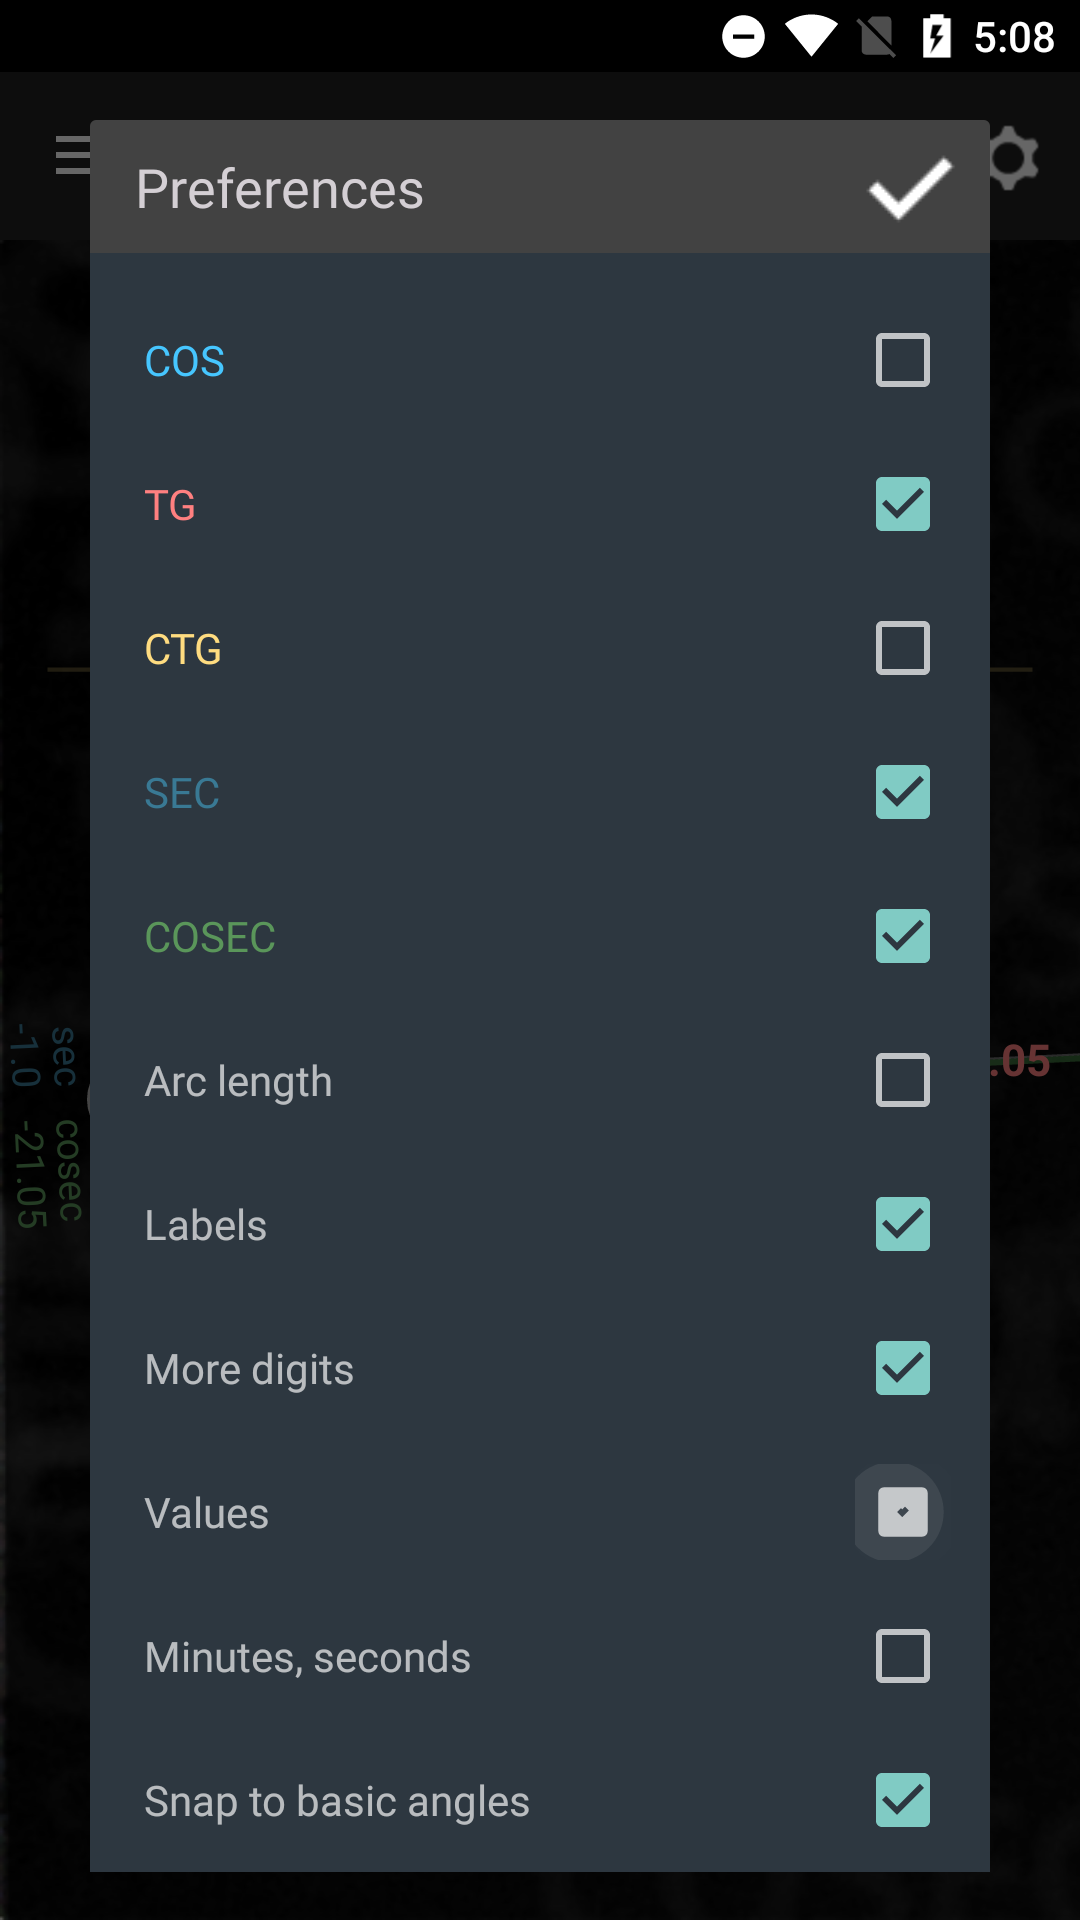 5:08
Preferences
COS
TG
CTG
SEC
COSEC
Arc length
Labels
More digits
Values
Minutes, seconds
Snap to basic angles
sec
-1.0
cosec
-21.05
.05